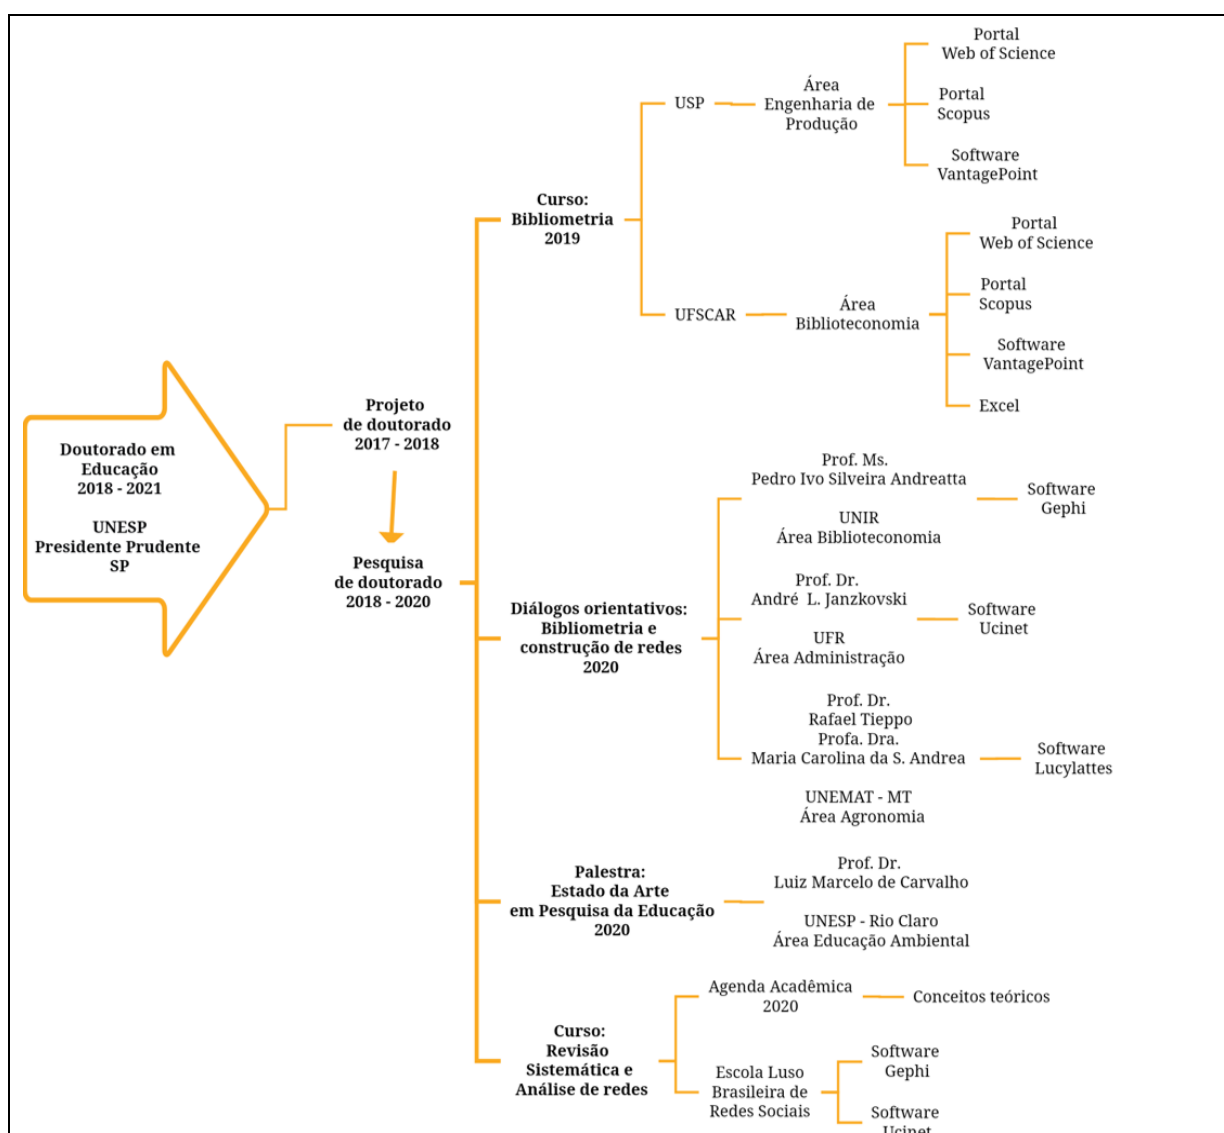 Doutorado em
Educação
2018 - 2021
UNESP
Presidente Prudente
SP
Projeto
de doutorado
2017 - 2018
Pesquisa
de doutorado
2018 - 2020
Curso:
Bibliometria
2019
USP
Área
Engenharia de
Produção
Portal
Web of Science
Portal
Scopus
Software
VantagePoint
UFSCAR
Área
Biblioteconomia
Portal
Web of Science
Portal
Scopus
Software
VantagePoint
Excel
Diálogos orientativos:
Bibliometria e
construção de redes
2020
Prof. Ms.
Pedro Ivo Silveira Andreatta
UNIR
Área Biblioteconomia
Software
Gephi
Prof. Dr.
André L. Janzkovski
UFR
Área Administração
Software
Ucinet
Prof. Dr.
Rafael Tieppo
Profa. Dra.
Maria Carolina da S. Andrea
UNEMAT - MT
Área Agronomia
Software
Lucylattes
Palestra:
Estado da Arte
em Pesquisa da Educação
2020
Prof. Dr.
Luiz Marcelo de Carvalho
UNESP - Rio Claro
Área Educação Ambiental
Curso:
Revisão
Sistemática e
Análise de redes
Agenda Acadêmica
2020
Conceitos teóricos
Escola Luso
Brasileira de
Redes Sociais
Software
Gephi
Software
Ucinet